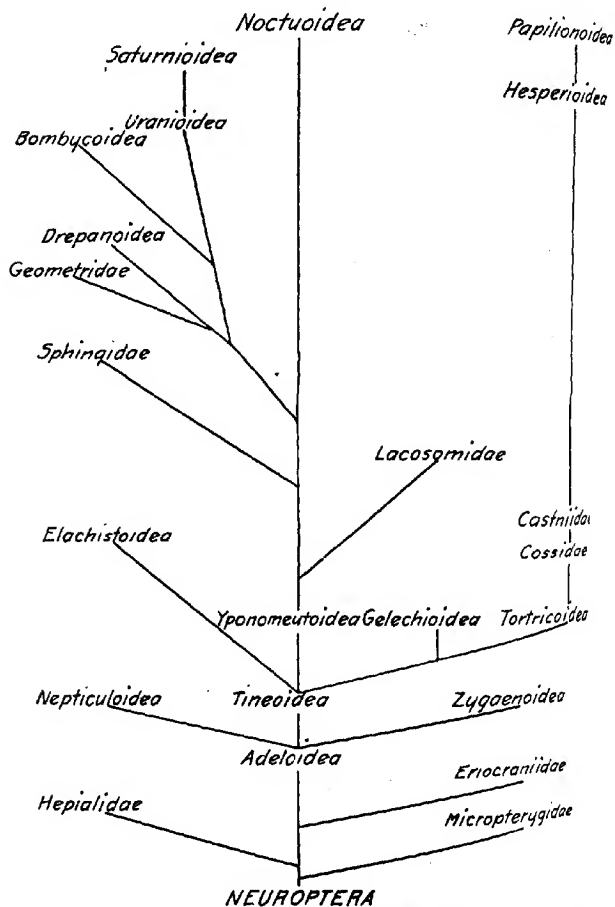 Noctuoidea
Papilionoidea
Saturnioidea
Hesperioidea
Uranioidea
Bombycoidea
Drepanoidea
Geometridae
Sphingidae
Lacosomidae
Castniidae
Elachistoidea
Cossidae
Yponomeutoidea Gelechioidea Tortricoidea
Nepticuloidea Tineoidea Zygaenoidea
Adeloidea
Eriocraniidae
Hepialidae
Micropterygidae
NEUROPTERA